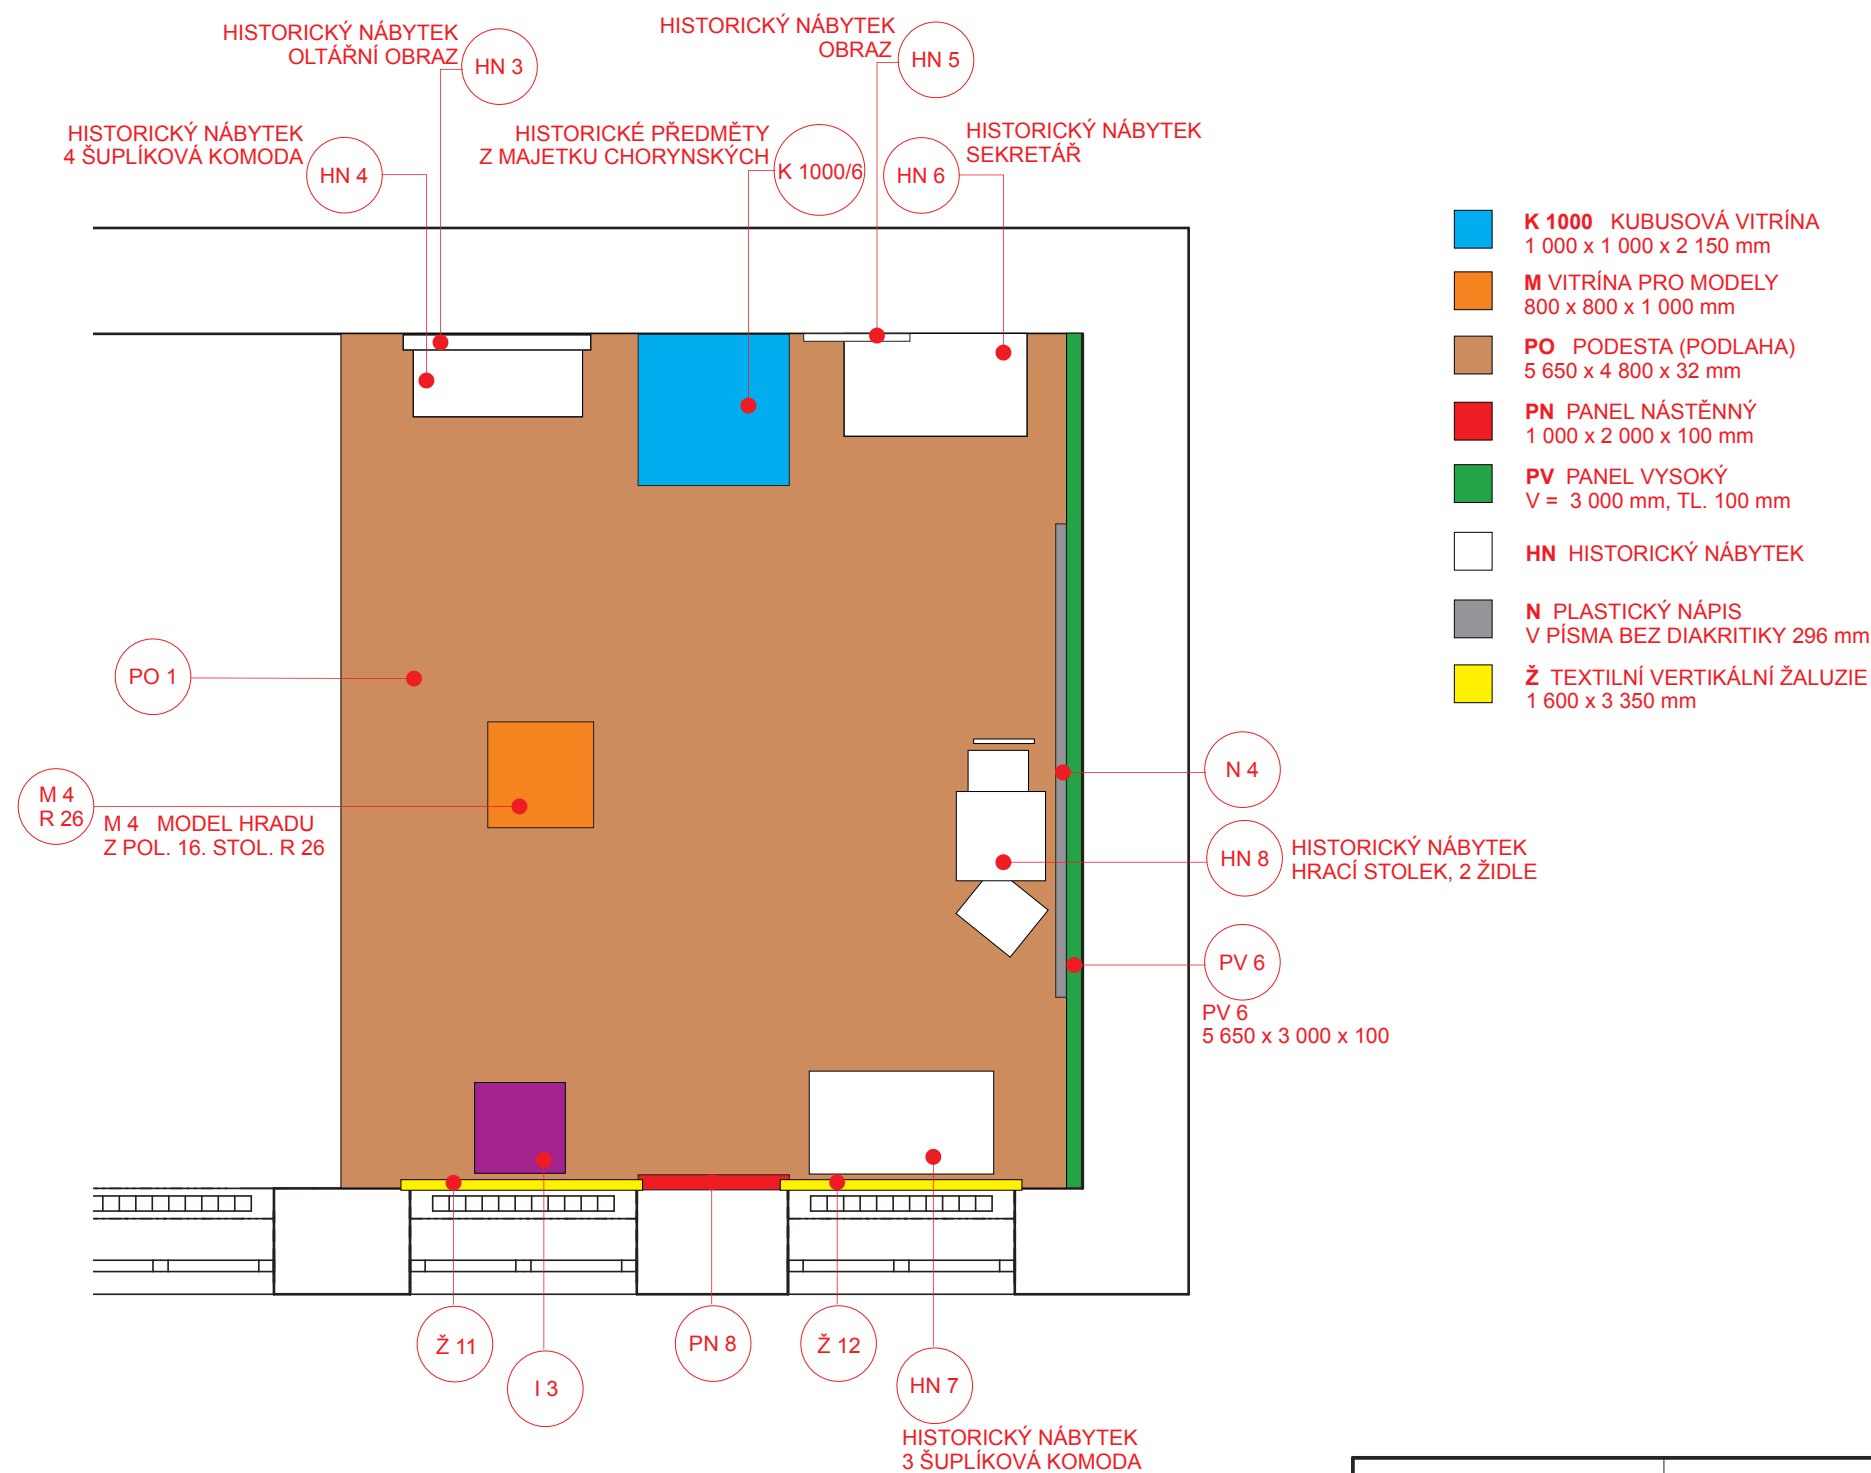 HISTORICKÝ NÁBYTEK
OLTÁŘNÍ OBRAZ
HN 3
HISTORICKÝ NÁBYTEK
OBRAZ
HN 5
HISTORICKÝ NÁBYTEK
4 ŠUPLÍKOVÁ KOMODA
HN 4
HISTORICKÉ PŘEDMĚTY
Z MAJETKU CHORYNSKÝCH
K 1000/6
HN 6
HISTORICKÝ NÁBYTEK
SEKRETÁŘ
K 1000 KUBUSOVÁ VITRÍNA
1 000 x 1 000 x 2 150 mm
M VITRÍNA PRO MODELY
800 x 800 x 1 000 mm
PO PODESTA (PODLAHA)
5 650 x 4 800 x 32 mm
PN PANEL NÁSTĚNNÝ
1 000 x 2 000 x 100 mm
PV PANEL VYSOKÝ
V = 3 000 mm, TL. 100 mm
HN HISTORICKÝ NÁBYTEK
N PLASTICKÝ NÁPIS
V PÍSMA BEZ DIAKRITIKY 296 mm
Ž TEXTILNÍ VERTIKÁLNÍ ŽALUZIE
1 600 x 3 350 mm
PO 1
M 4
R 26
M 4 MODEL HRADU
Z POL. 16. STOL. R 26
N 4
HN 8
HISTORICKÝ NÁBYTEK
HRACÍ STOLEK, 2 ŽIDLE
PV 6
PV 6
5 650 x 3 000 x 100
Ž 11
I 3
PN 8
Ž 12
HN 7
HISTORICKÝ NÁBYTEK
3 ŠUPLÍKOVÁ KOMODA